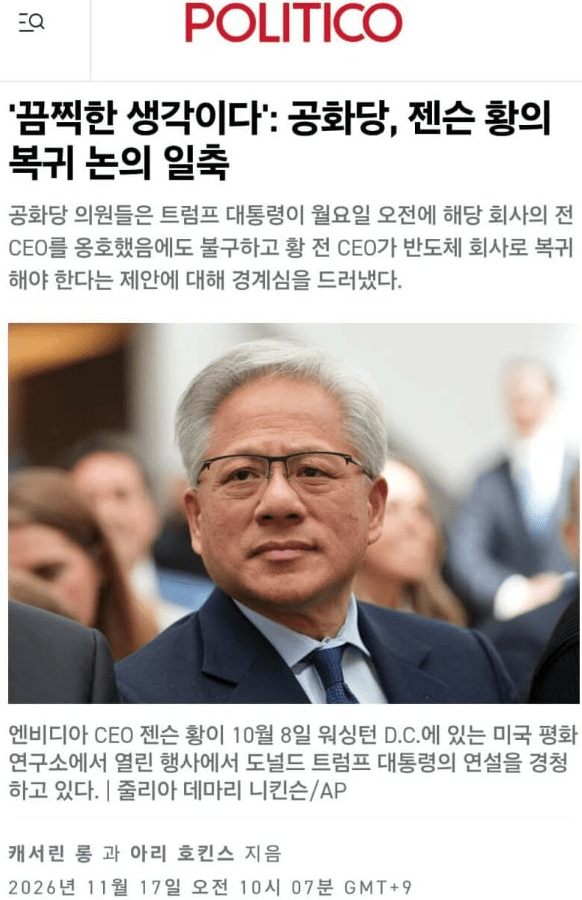 POLITICO
'끔찍한 생각이다': 공화당, 젠슨 황의
복귀 논의 일축
공화당 의원들은 트럼프 대통령이 월요일 오전에 해당 회사의 전
CEO를 옹호했음에도 불구하고 황 전 CEO가 반도체 회사로 복귀
해야 한다는 제안에 대해 경계심을 드러냈다.
엔비디아 CEO 젠슨 황이 10월 8일 워싱턴 D.C.에 있는 미국 평화
연구소에서 열린 행사에서 도널드 트럼프 대통령의 연설을 경청
하고 있다. | 줄리아 데마리 니킨슨/AP
캐서린 롱 과 아리 호킨스 지음
2026년 11월 17일 오전 10시 07분 GMT+9